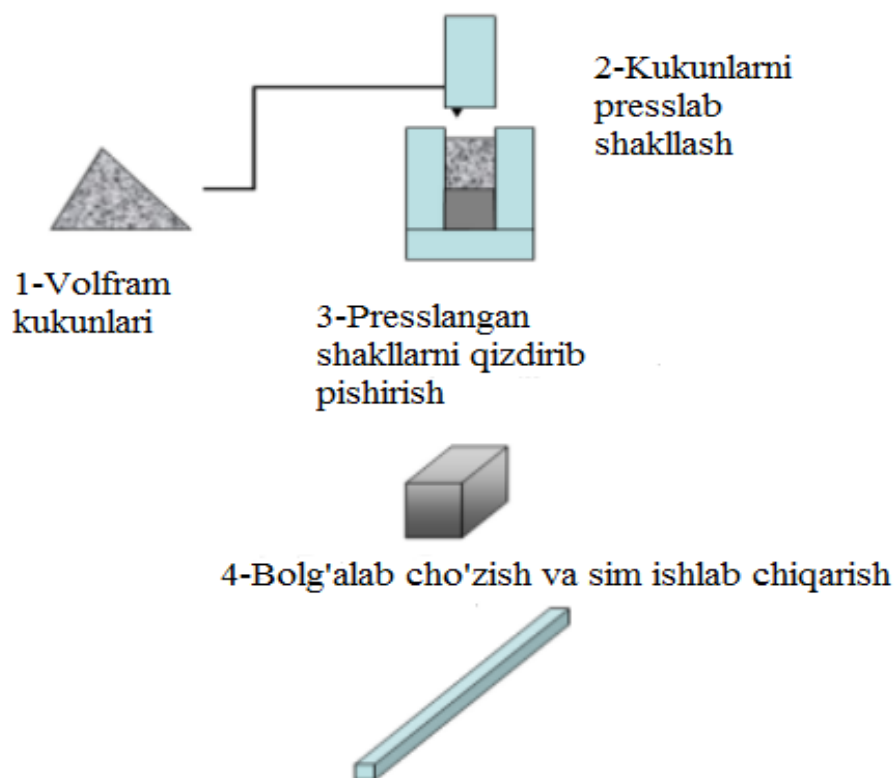 1-Volfram
kukunlari
2-Kukunlarni
presslab
shakllash
3-Presslangan
shakllarni qizdirib
pishirish
4-Bolg'alab cho'zish va sim ishlab chiqarish